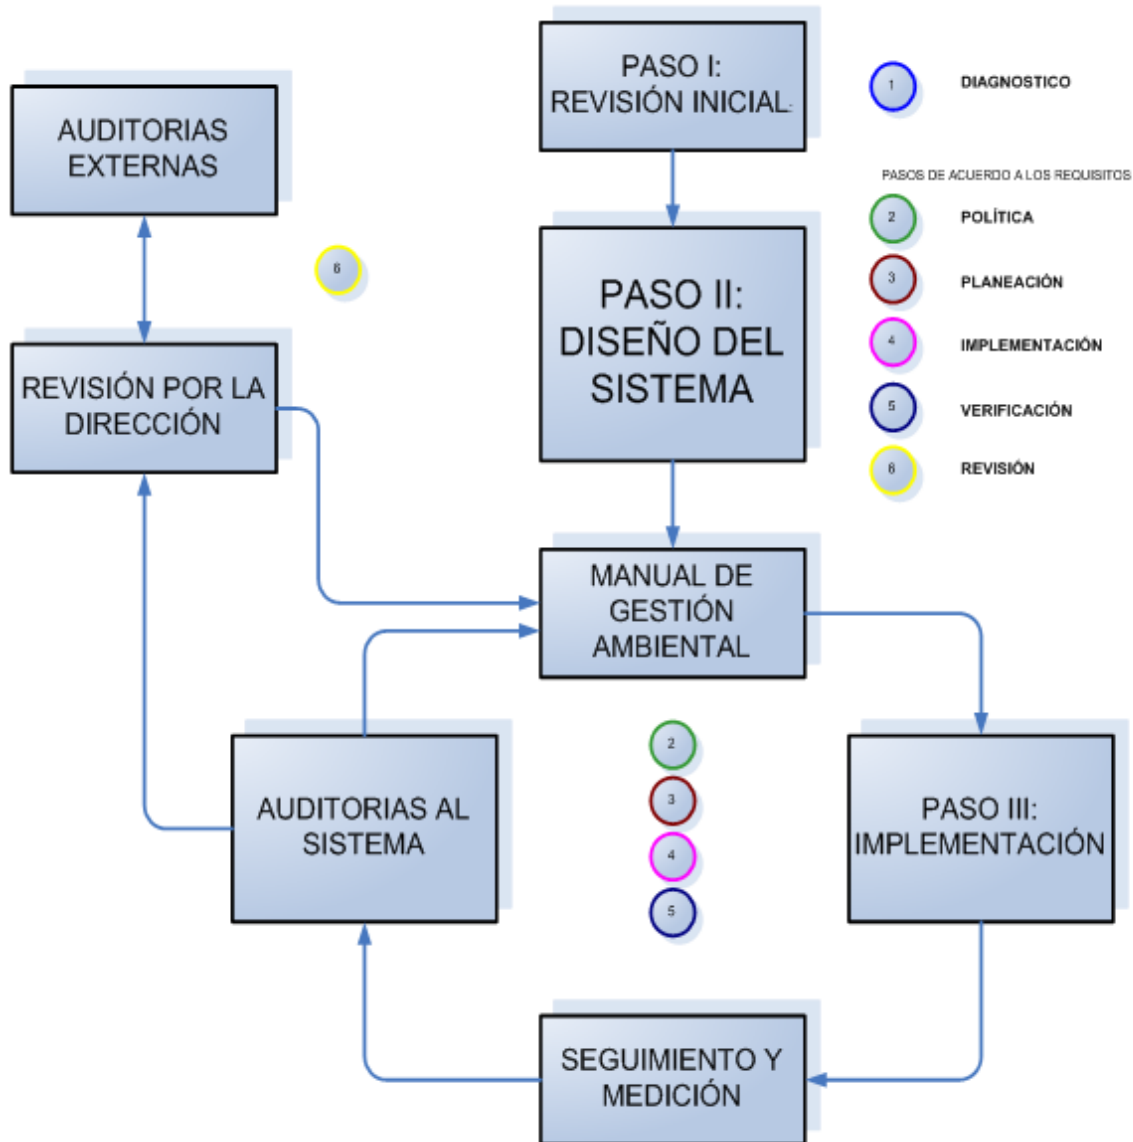 PASO I:
REVISIÓN INICIAL:
1
DIAGNOSTICO
AUDITORIAS
EXTERNAS
PASOS DE ACUERDO A LOS REQUISITOS
2
POLÍTICA
3
PLANEACIÓN
4
IMPLEMENTACIÓN
5
VERIFICACIÓN
6
REVISIÓN
6
PASO II:
DISEÑO DEL
SISTEMA
REVISIÓN POR LA
DIRECCIÓN
MANUAL DE
GESTIÓN
AMBIENTAL
2
3
4
5
AUDITORIAS AL
SISTEMA
PASO III:
IMPLEMENTACIÓN
SEGUIMIENTO Y
MEDICIÓN